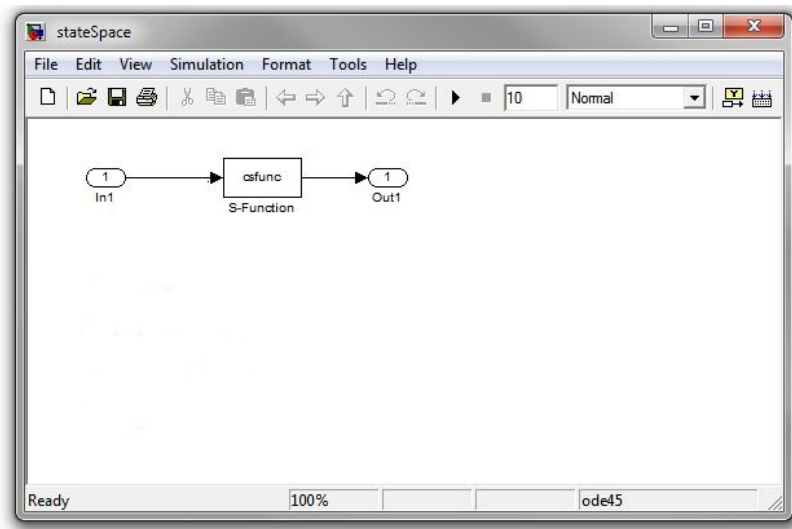 stateSpace
File Edit View Simulation Format Tools Help
10 Normal
1 csfunc 1
In1 S-Function Out1
Ready 100% ode45